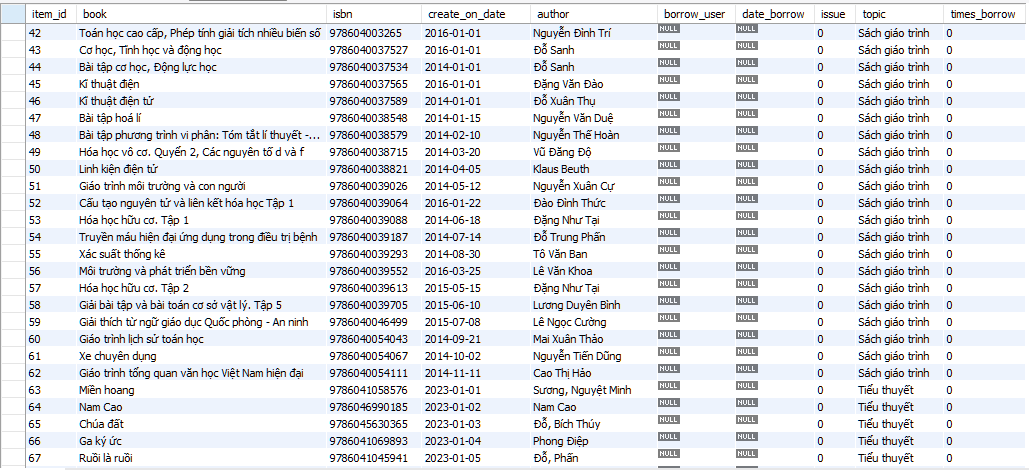 item_id book isbn create_on_date author borrow_user date_borrow issue topic times_borrow
42 Toán học cao cấp, Phép tính giải tích nhiều biến số 978604003265 2016-01-01 Nguyễn Đình Trí NULL NULL 0 Sách giáo trình 0
43 Cơ học, Tĩnh học và động học 9786040037527 2016-01-01 Đỗ Sanh NULL NULL 0 Sách giáo trình 0
44 Bài tập cơ học, Động lực học 9786040037534 2014-01-01 Đỗ Sanh NULL NULL 0 Sách giáo trình 0
45 Kĩ thuật điện 9786040037565 2016-01-01 Đặng Văn Đào NULL NULL 0 Sách giáo trình 0
46 Kĩ thuật điện tử 9786040037589 2014-01-01 Đỗ Xuân Thụ NULL NULL 0 Sách giáo trình 0
47 Bài tập hoá lí 9786040038548 2014-01-15 Nguyễn Văn Duệ NULL NULL 0 Sách giáo trình 0
48 Bài tập phương trình vi phân: Tóm tắt lí thuyết -... 9786040038579 2014-02-10 Nguyễn Thế Hoàn NULL NULL 0 Sách giáo trình 0
49 Hóa học vô cơ. Quyển 2, Các nguyên tố d và f 9786040038715 2014-03-20 Vũ Đăng Độ NULL NULL 0 Sách giáo trình 0
50 Linh kiện điện tử 9786040038821 2014-04-05 Klaus Beuth NULL NULL 0 Sách giáo trình 0
51 Giáo trình môi trường và con người 9786040039026 2014-05-12 Nguyễn Xuân Cự NULL NULL 0 Sách giáo trình 0
52 Cấu tạo nguyên tử và liên kết hóa học Tập 1 9786040039064 2016-01-22 Đào Đình Thức NULL NULL 0 Sách giáo trình 0
53 Hóa học hữu cơ. Tập 1 9786040039088 2014-06-18 Đặng Như Tại NULL NULL 0 Sách giáo trình 0
54 Truyền máu hiện đại ứng dụng trong điều trị bệnh 9786040039187 2014-07-14 Đỗ Trung Phấn NULL NULL 0 Sách giáo trình 0
55 Xác suất thống kê 9786040039293 2014-08-30 Tô Văn Ban NULL NULL 0 Sách giáo trình 0
56 Môi trường và phát triển bền vững 9786040039552 2016-03-25 Lê Văn Khoa NULL NULL 0 Sách giáo trình 0
57 Hóa học hữu cơ. Tập 2 9786040039613 2015-05-15 Đặng Như Tại NULL NULL 0 Sách giáo trình 0
58 Giải bài tập và bài toán cơ sở vật lý. Tập 5 9786040039705 2015-06-10 Lương Duyên Bình NULL NULL 0 Sách giáo trình 0
59 Giải thích từ ngữ giáo dục Quốc phòng - An ninh 9786040046499 2015-07-08 Lê Ngọc Cường NULL NULL 0 Sách giáo trình 0
60 Giáo trình lịch sử toán học 9786040054043 2014-09-21 Mai Xuân Thảo NULL NULL 0 Sách giáo trình 0
61 Xe chuyên dụng 9786040054067 2014-10-02 Nguyễn Tiến Dũng NULL NULL 0 Sách giáo trình 0
62 Giáo trình tổng quan văn học Việt Nam hiện đại 9786040054111 2014-11-11 Cao Thị Hảo NULL NULL 0 Sách giáo trình 0
63 Miền hoang 9786041058576 2023-01-01 Sương, Nguyệt Minh NULL NULL 0 Tiểu thuyết 0
64 Nam Cao 9786046990185 2023-01-02 Nam Cao NULL NULL 0 Tiểu thuyết 0
65 Chúa đất 9786045630365 2023-01-03 Đỗ, Bích Thúy NULL NULL 0 Tiểu thuyết 0
66 Ga ký ức 9786041069893 2023-01-04 Phong Điệp NULL NULL 0 Tiểu thuyết 0
67 Ruồi là ruồi 9786041045941 2023-01-05 Đỗ, Phấn NULL NULL 0 Tiểu thuyết 0